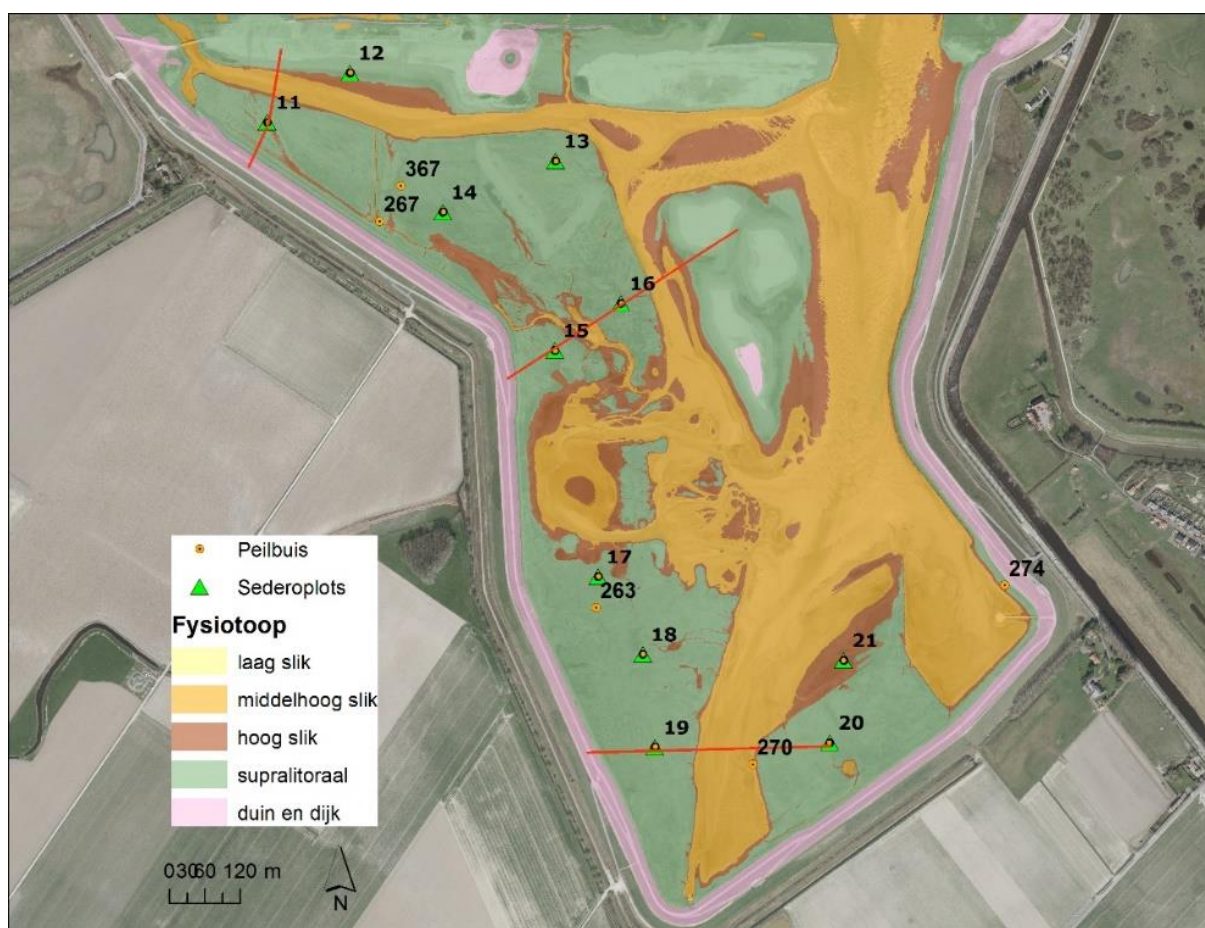 12
11
13
367
14
267
16
15
17
263
274
18
21
19
270
20
Peilbuis
Sederoplots
Fysiotoop
laag slik
middelhoog slik
hoog slik
supralitoraal
duin en dijk
03060 120 m
N